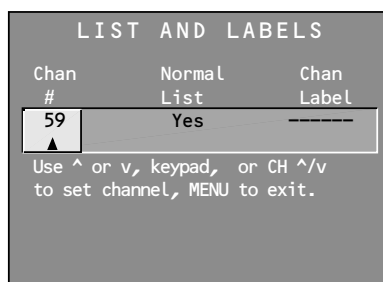 LIST AND LABELS
Chan Normal Chan
# List Label
59 Yes ------
▲
Use ^ or v, keypad, or CH ^/v
to set channel, MENU to exit.